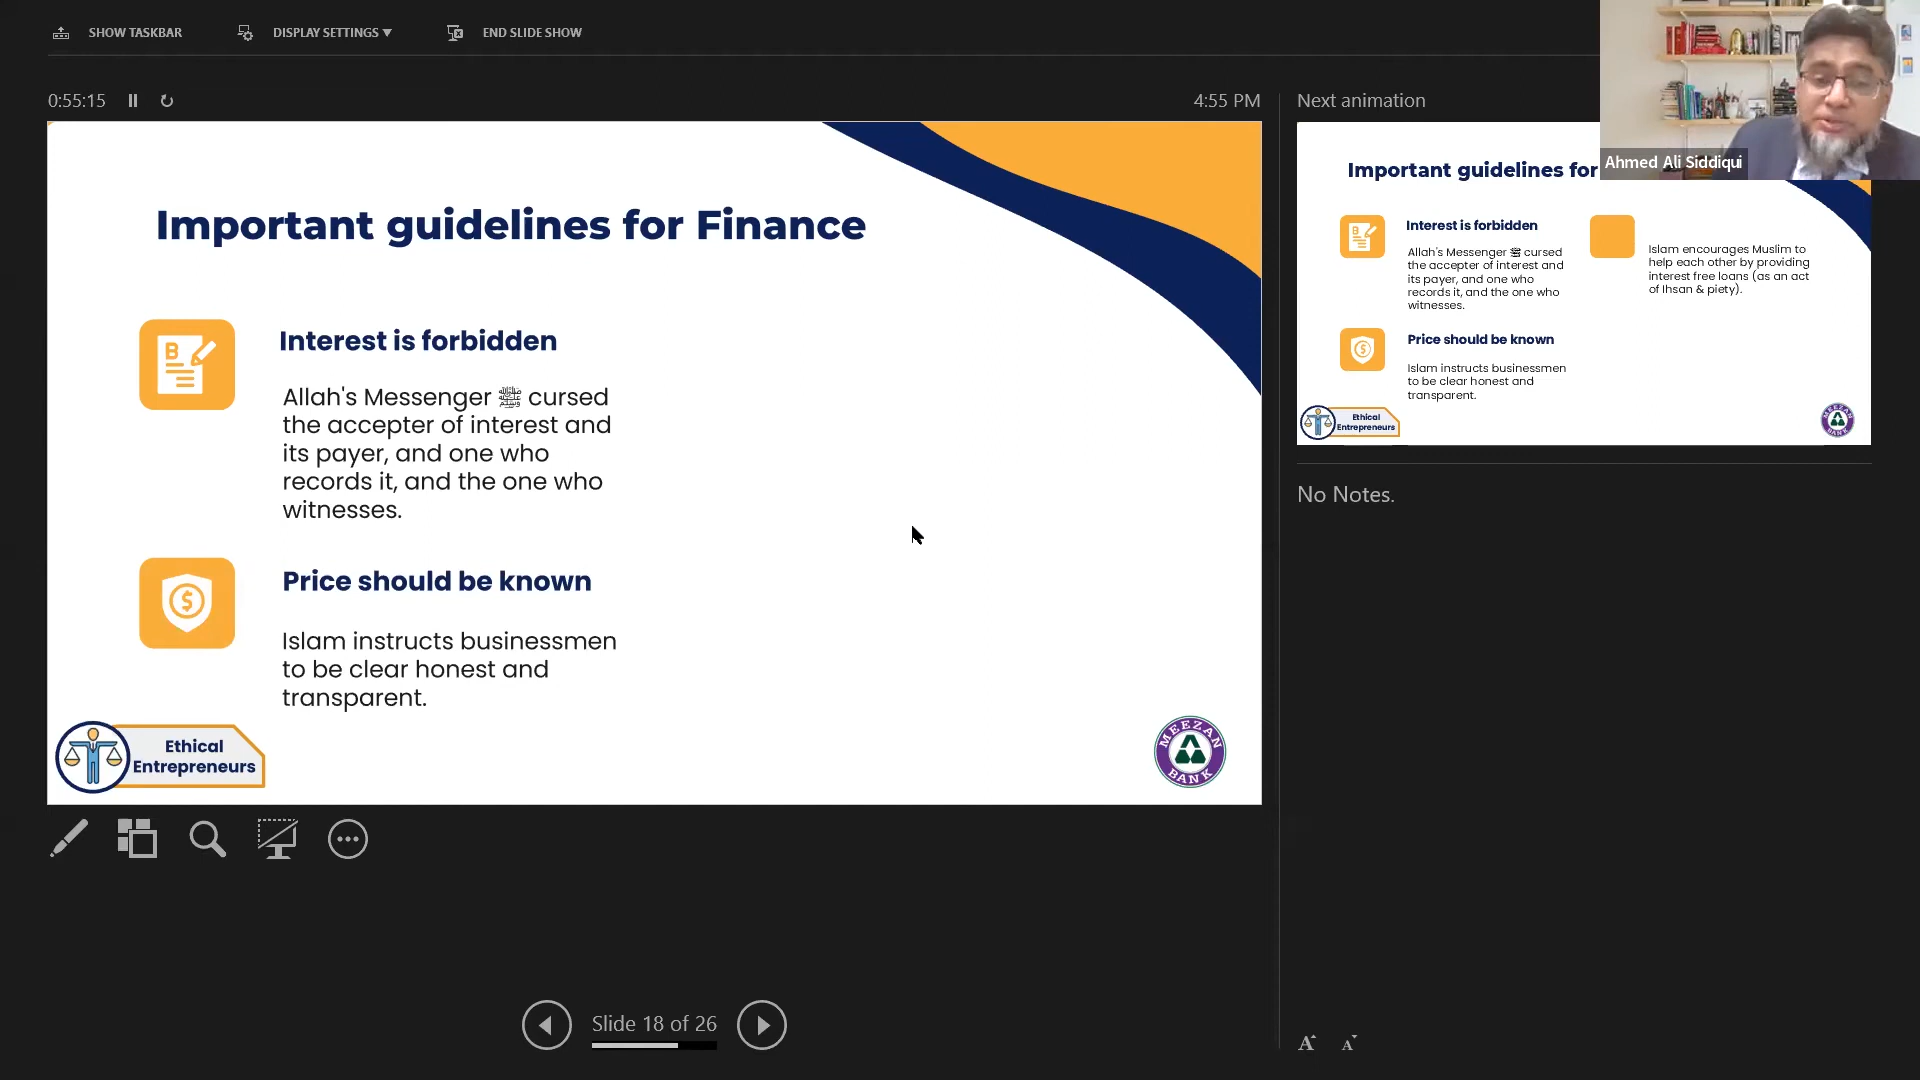 SHOW TASKBAR
DISPLAY SETTINGS ▼
END SLIDE SHOW
0:55:15
4:55 PM
Important guidelines for Finance
Interest is forbidden
Allah's Messenger ﷺ cursed
the accepter of interest and
its payer, and one who
records it, and the one who
witnesses.
Price should be known
Islam instructs businessmen
to be clear honest and
transparent.
Ethical
Entrepreneurs
MEEZAN
BANK
Slide 18 of 26
Next animation
Ahmed Ali Siddiqui
Important guidelines for
Interest is forbidden
Allah's Messenger ﷺ cursed
the accepter of interest and
its payer, and one who
records it, and the one who
witnesses.
Islam encourages Muslim to
help each other by providing
interest free loans (as an act
of Ihsan & piety).
Price should be known
Islam instructs businessmen
to be clear honest and
transparent.
Ethical
Entrepreneurs
MEEZAN
BANK
No Notes.
A A